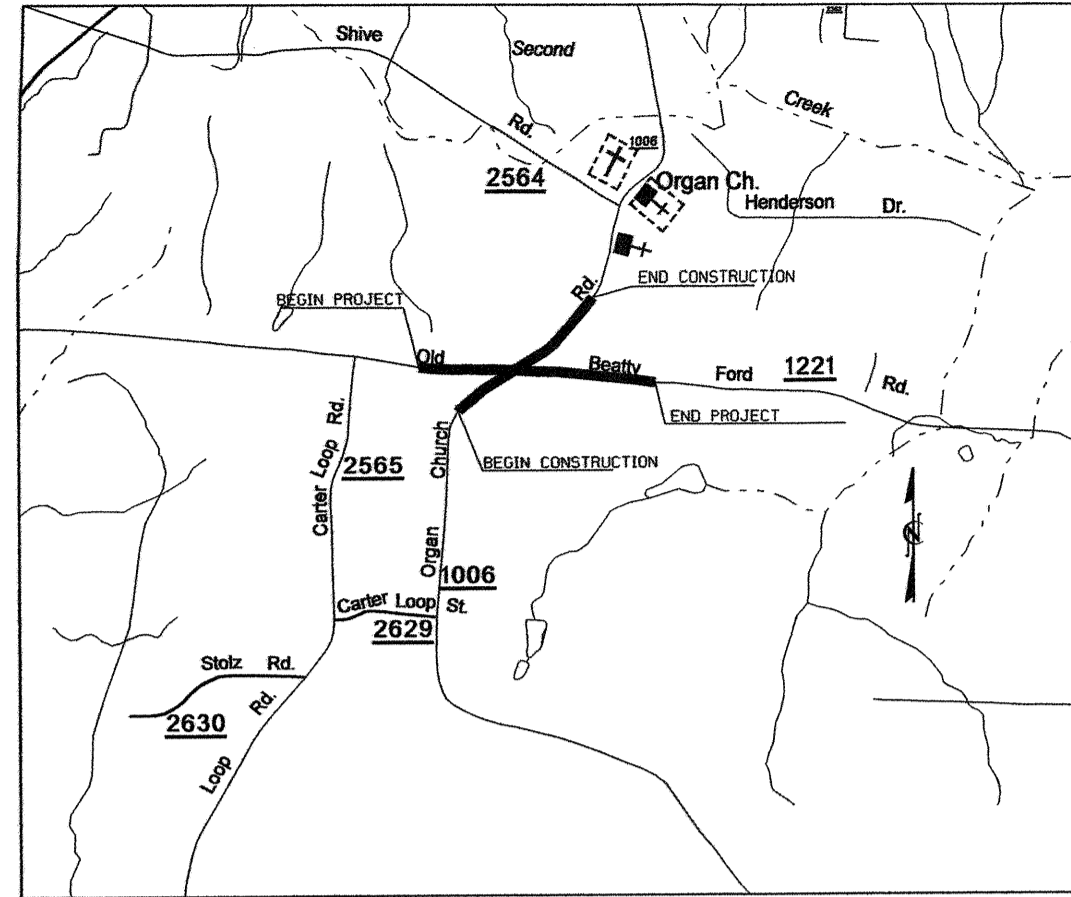 Shive
Second
Rd.
Creek
1006
2564
Organ Ch.
Henderson Dr.
END CONSTRUCTION
Rd.
BEGIN PROJECT
Old Beatty Ford Rd.
1221
END PROJECT
Church
BEGIN CONSTRUCTION
Carter Loop Rd.
2565
Organ
1006
Carter Loop St.
2629
Stolz Rd.
2630
Loop Rd.
N